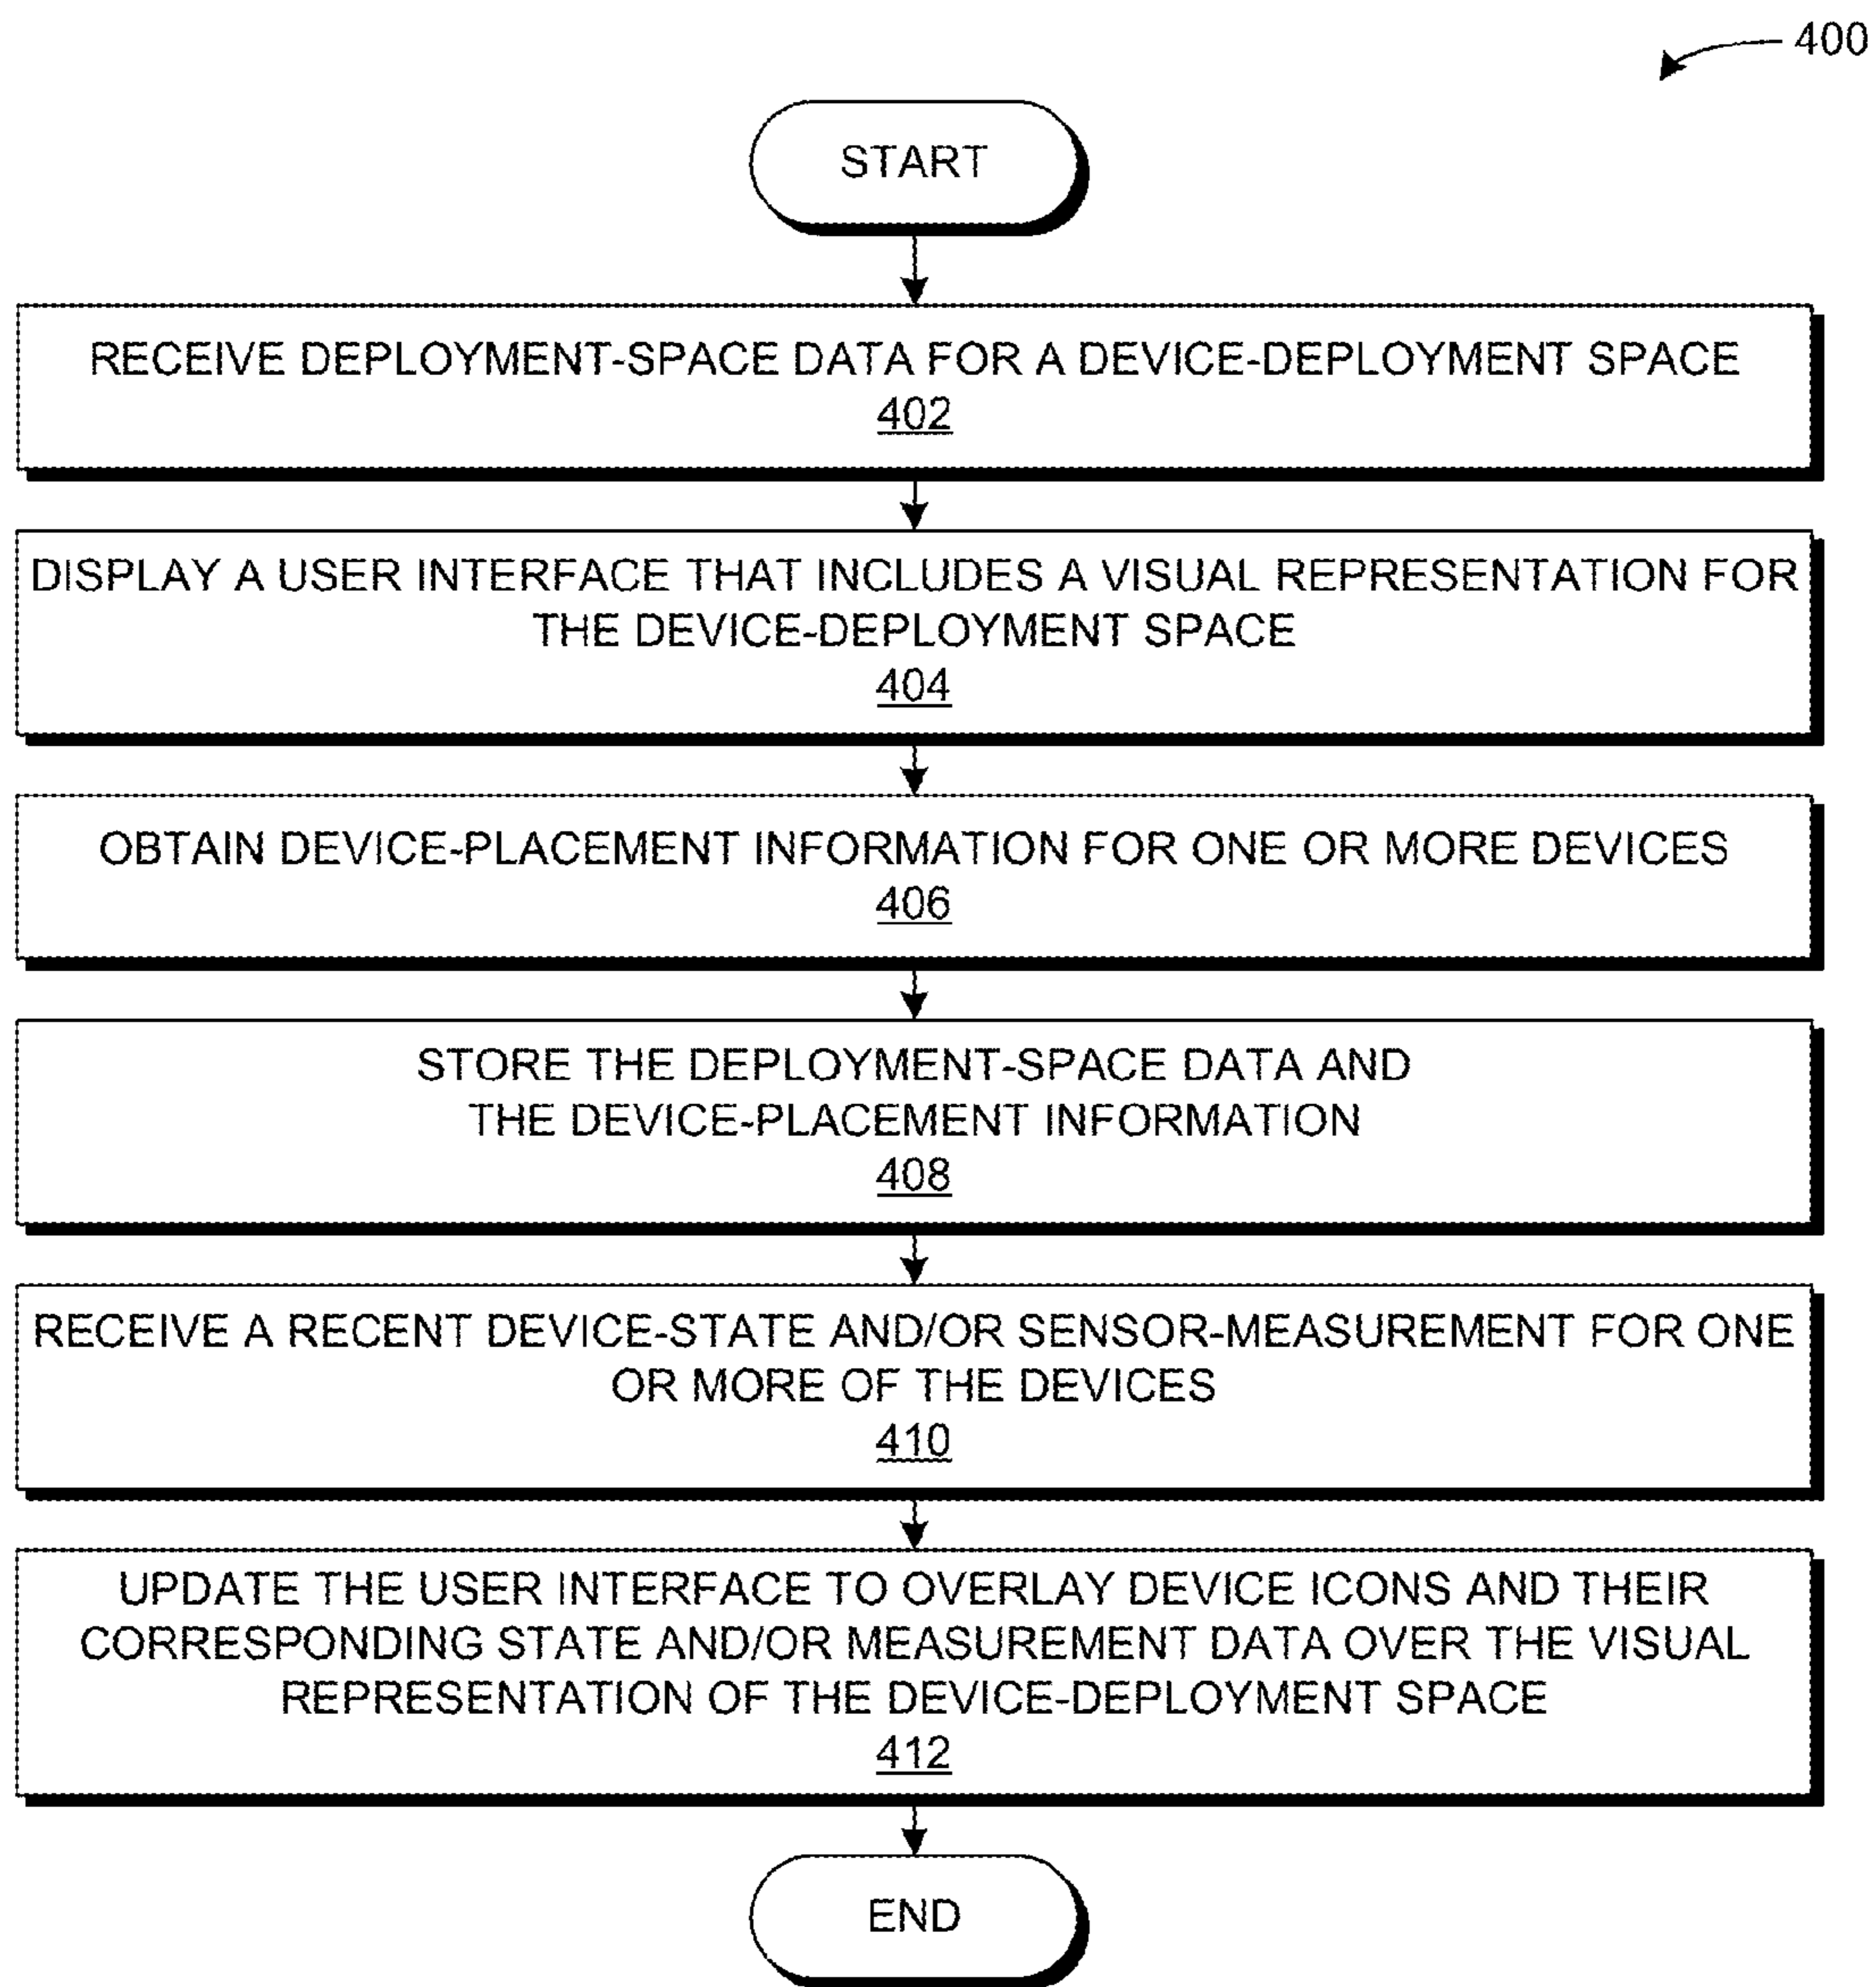 400
START
RECEIVE DEPLOYMENT-SPACE DATA FOR A DEVICE-DEPLOYMENT SPACE
402
DISPLAY A USER INTERFACE THAT INCLUDES A VISUAL REPRESENTATION FOR
THE DEVICE-DEPLOYMENT SPACE
404
OBTAIN DEVICE-PLACEMENT INFORMATION FOR ONE OR MORE DEVICES
406
STORE THE DEPLOYMENT-SPACE DATA AND
THE DEVICE-PLACEMENT INFORMATION
408
RECEIVE A RECENT DEVICE-STATE AND/OR SENSOR-MEASUREMENT FOR ONE
OR MORE OF THE DEVICES
410
UPDATE THE USER INTERFACE TO OVERLAY DEVICE ICONS AND THEIR
CORRESPONDING STATE AND/OR MEASUREMENT DATA OVER THE VISUAL
REPRESENTATION OF THE DEVICE-DEPLOYMENT SPACE
412
END